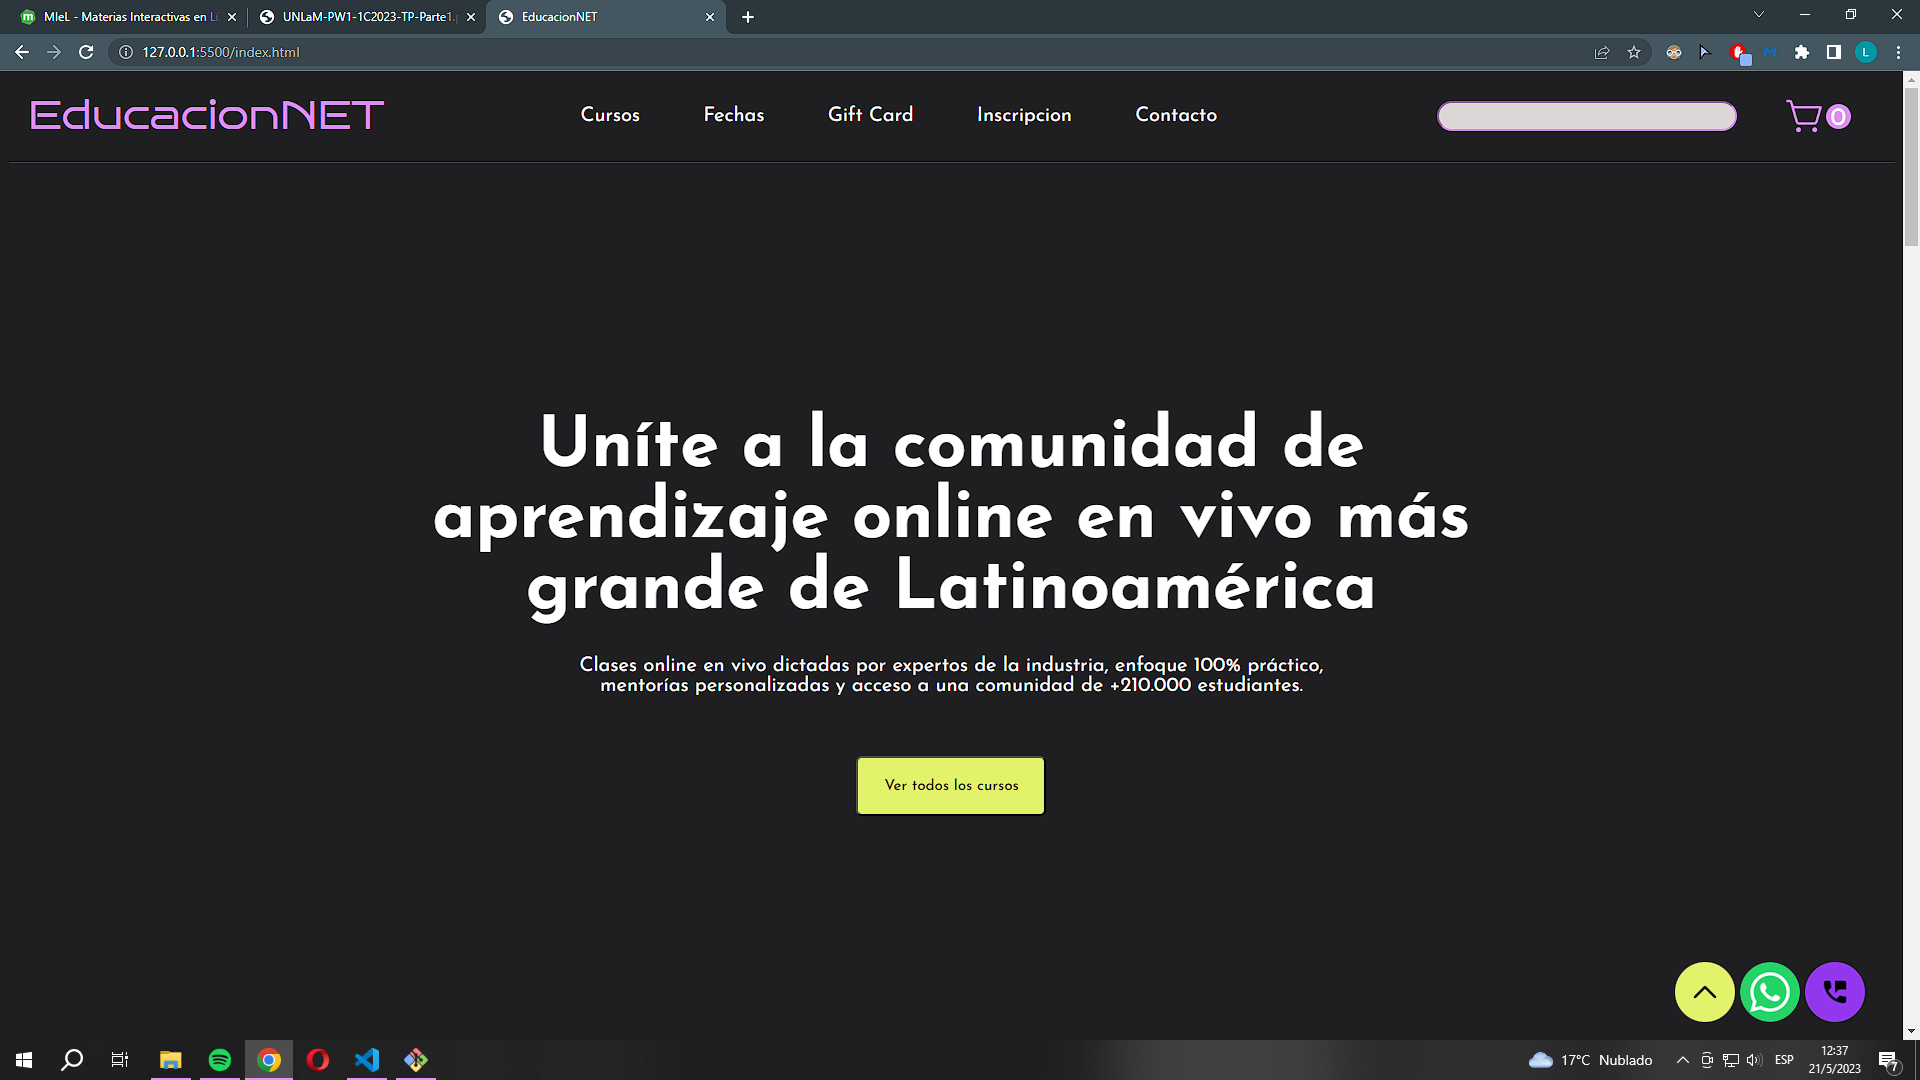 MIeL - Materias Interactivas en Lí
UNLaM-PW1-1C2023-TP-Parte1.
EducacionNET
127.0.0.1:5500/index.html
L
EducacionNET
Cursos
Fechas
Gift Card
Inscripcion
Contacto
0
Uníte a la comunidad de
aprendizaje online en vivo más
grande de Latinoamérica
Clases online en vivo dictadas por expertos de la industria, enfoque 100% práctico,
mentorías personalizadas y acceso a una comunidad de +210.000 estudiantes.
Ver todos los cursos
17°C Nublado
ESP
12:37
21/5/2023
7